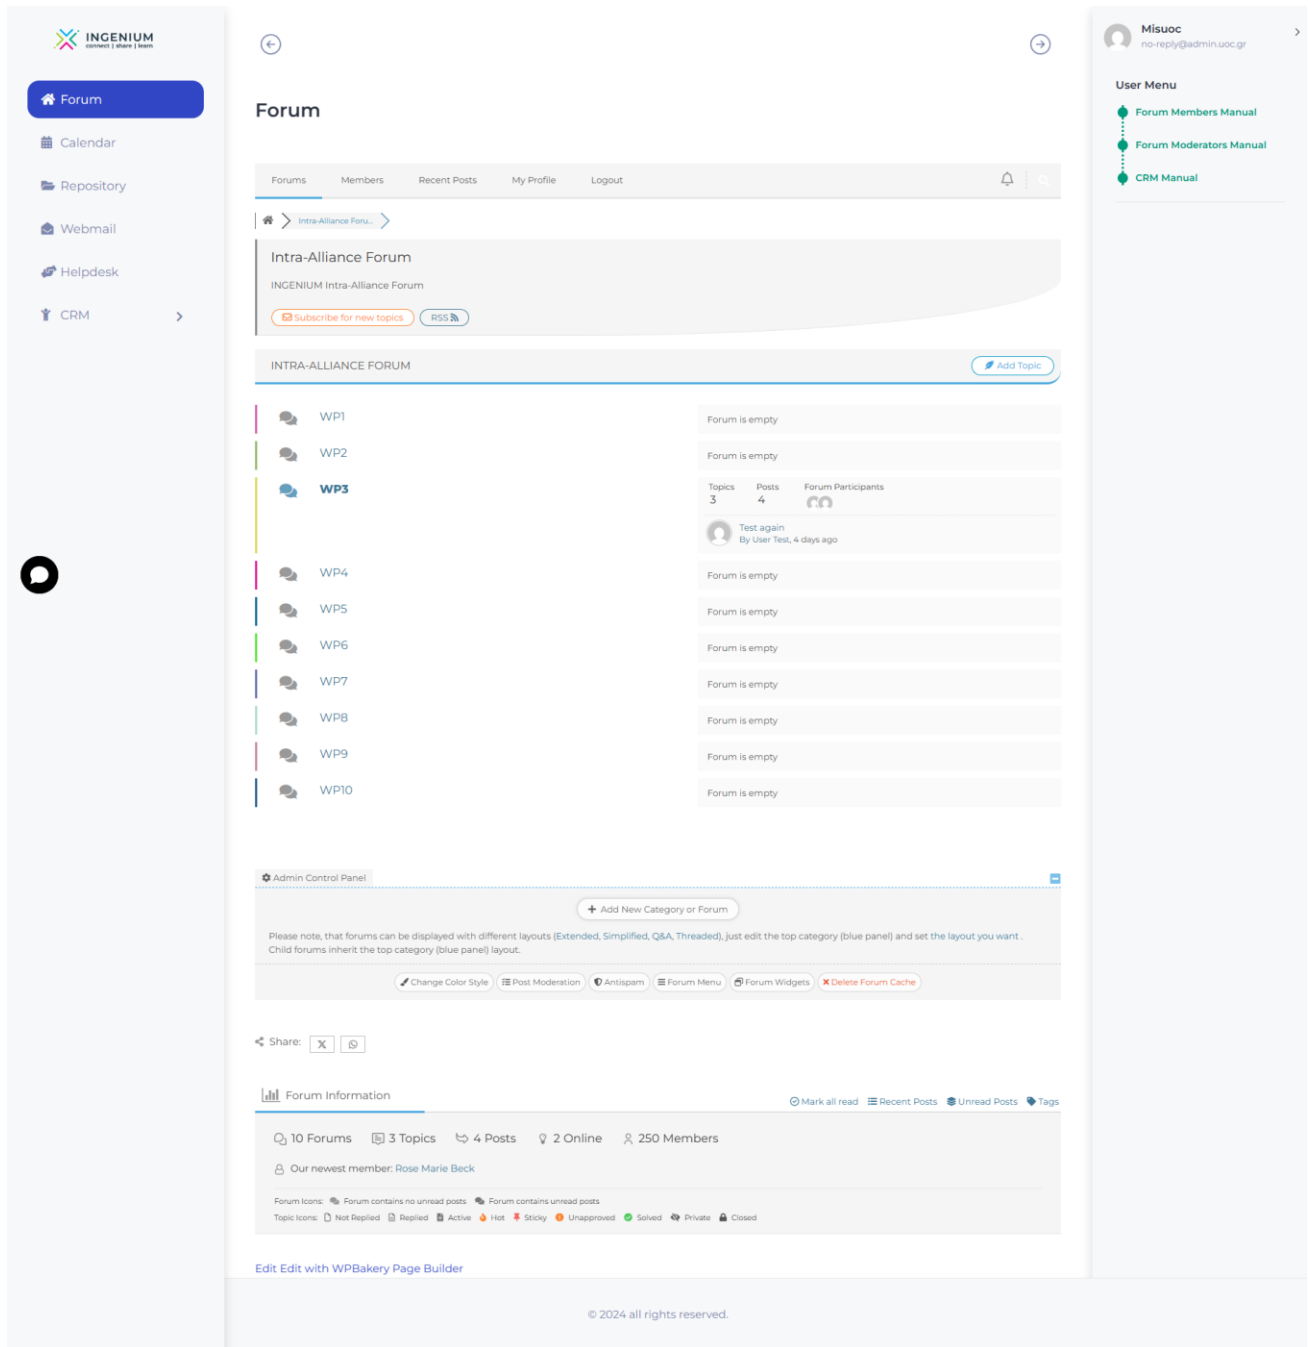 INGENIUM
connect | share | learn
Forum
Calendar
Repository
Webmail
Helpdesk
CRM
Forum
Forums Members Recent Posts My Profile Logout
Intra-Alliance Foru..
Intra-Alliance Forum
INGENIUM Intra-Alliance Forum
Subscribe for new topics RSS
INTRA-ALLIANCE FORUM Add Topic
WP1 Forum is empty
WP2 Forum is empty
WP3 Topics Posts Forum Participants
3 4
Test again
By User Test, 4 days ago
WP4 Forum is empty
WP5 Forum is empty
WP6 Forum is empty
WP7 Forum is empty
WP8 Forum is empty
WP9 Forum is empty
WP10 Forum is empty
Admin Control Panel
Add New Category or Forum
Please note, that forums can be displayed with different layouts (Extended, Simplified, Q&A, Threaded), just edit the top category (blue panel) and set the layout you want .
Child forums inherit the top category (blue panel) layout.
Change Color Style Post Moderation Antispam Forum Menu Forum Widgets Delete Forum Cache
Share:
Forum Information Mark all read Recent Posts Unread Posts Tags
10 Forums 3 Topics 4 Posts 2 Online 250 Members
Our newest member: Rose Marie Beck
Forum Icons: Forum contains no unread posts Forum contains unread posts
Topic Icons: Not Replied Replied Active Hot Sticky Unapproved Solved Private Closed
Edit Edit with WPBakery Page Builder
© 2024 all rights reserved.
Misuoc
no-reply@admin.uoc.gr
User Menu
Forum Members Manual
Forum Moderators Manual
CRM Manual